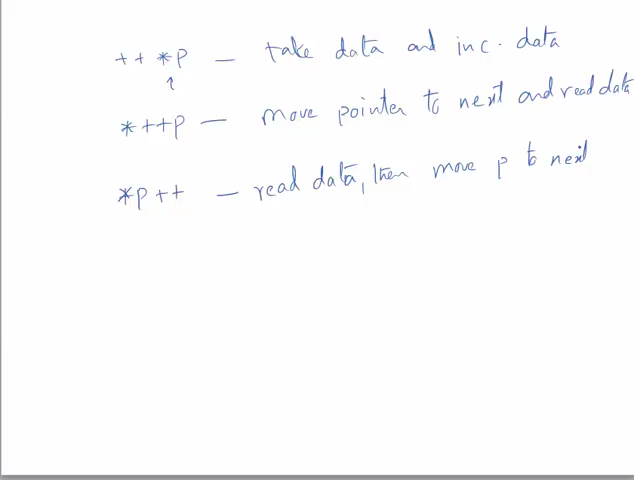 ++*p — take data and inc. data
*++p — move pointer to next and read data
*p++ — read data, then move p to next